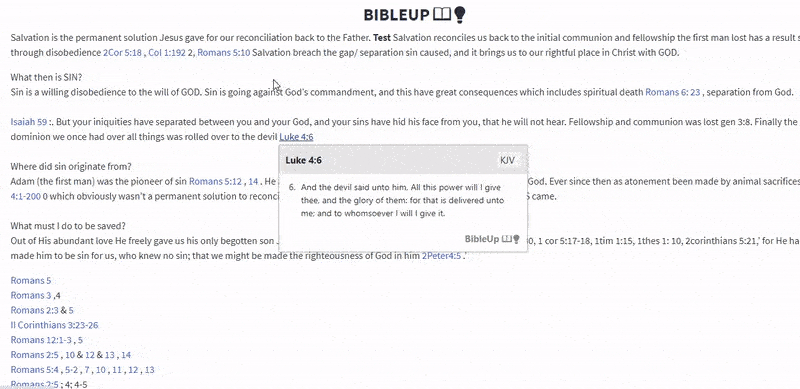 BIBLEUP
Salvation is the permanent solution Jesus gave for our reconciliation back to the Father. Test Salvation reconciles us back to the initial communion and fellowship the first man lost has a result s
through disobedience 2Cor 5:18 , Col 1:192 2, Romans 5:10 Salvation breach the gap/ separation sin caused, and it brings us to our rightful place in Christ with GOD.
What then is SIN?
Sin is a willing disobedience to the will of GOD. Sin is going against God's commandment, and this have great consequences which includes spiritual death Romans 6: 23 , separation from God.
Isaiah 59 :. But your iniquities have separated between you and your God, and your sins have hid his face from you, that he will not hear. Fellowship and communion was lost gen 3:8. Finally the
dominion we once had over all things was rolled over to the devil Luke 4:6
Luke 4:6 KJV
6. And the devil said unto him, All this power will I give
thee, and the glory of them: for that is delivered unto
me; and to whomsoever I will I give it.
BibleUp
Where did sin originate from?
Adam (the first man) was the pioneer of sin Romans 5:12 , 14 . He God. Ever since then as atonement been made by animal sacrifices
4:1-200 0 which obviously wasn't a permanent solution to reconci S came.
What must I do to be saved?
Out of His abundant love He freely gave us his only begotten son 0, 1 cor 5:17-18, 1tim 1:15, 1thes 1: 10, 2corinthians 5:21,' for He ha
made him to be sin for us, who knew no sin; that we might be made the righteousness of God in him 2Peter4:5 .'
Romans 5
Romans 3 ,4
Romans 2:3 & 5
II Corinthians 3:23-26
Romans 12:1-3 , 5
Romans 2:5 , 10 & 12 & 13 , 14
Romans 5:4 , 5-2 , 7 , 10 , 11 , 12 , 13
Romans 2:5 ; 4; 4-5